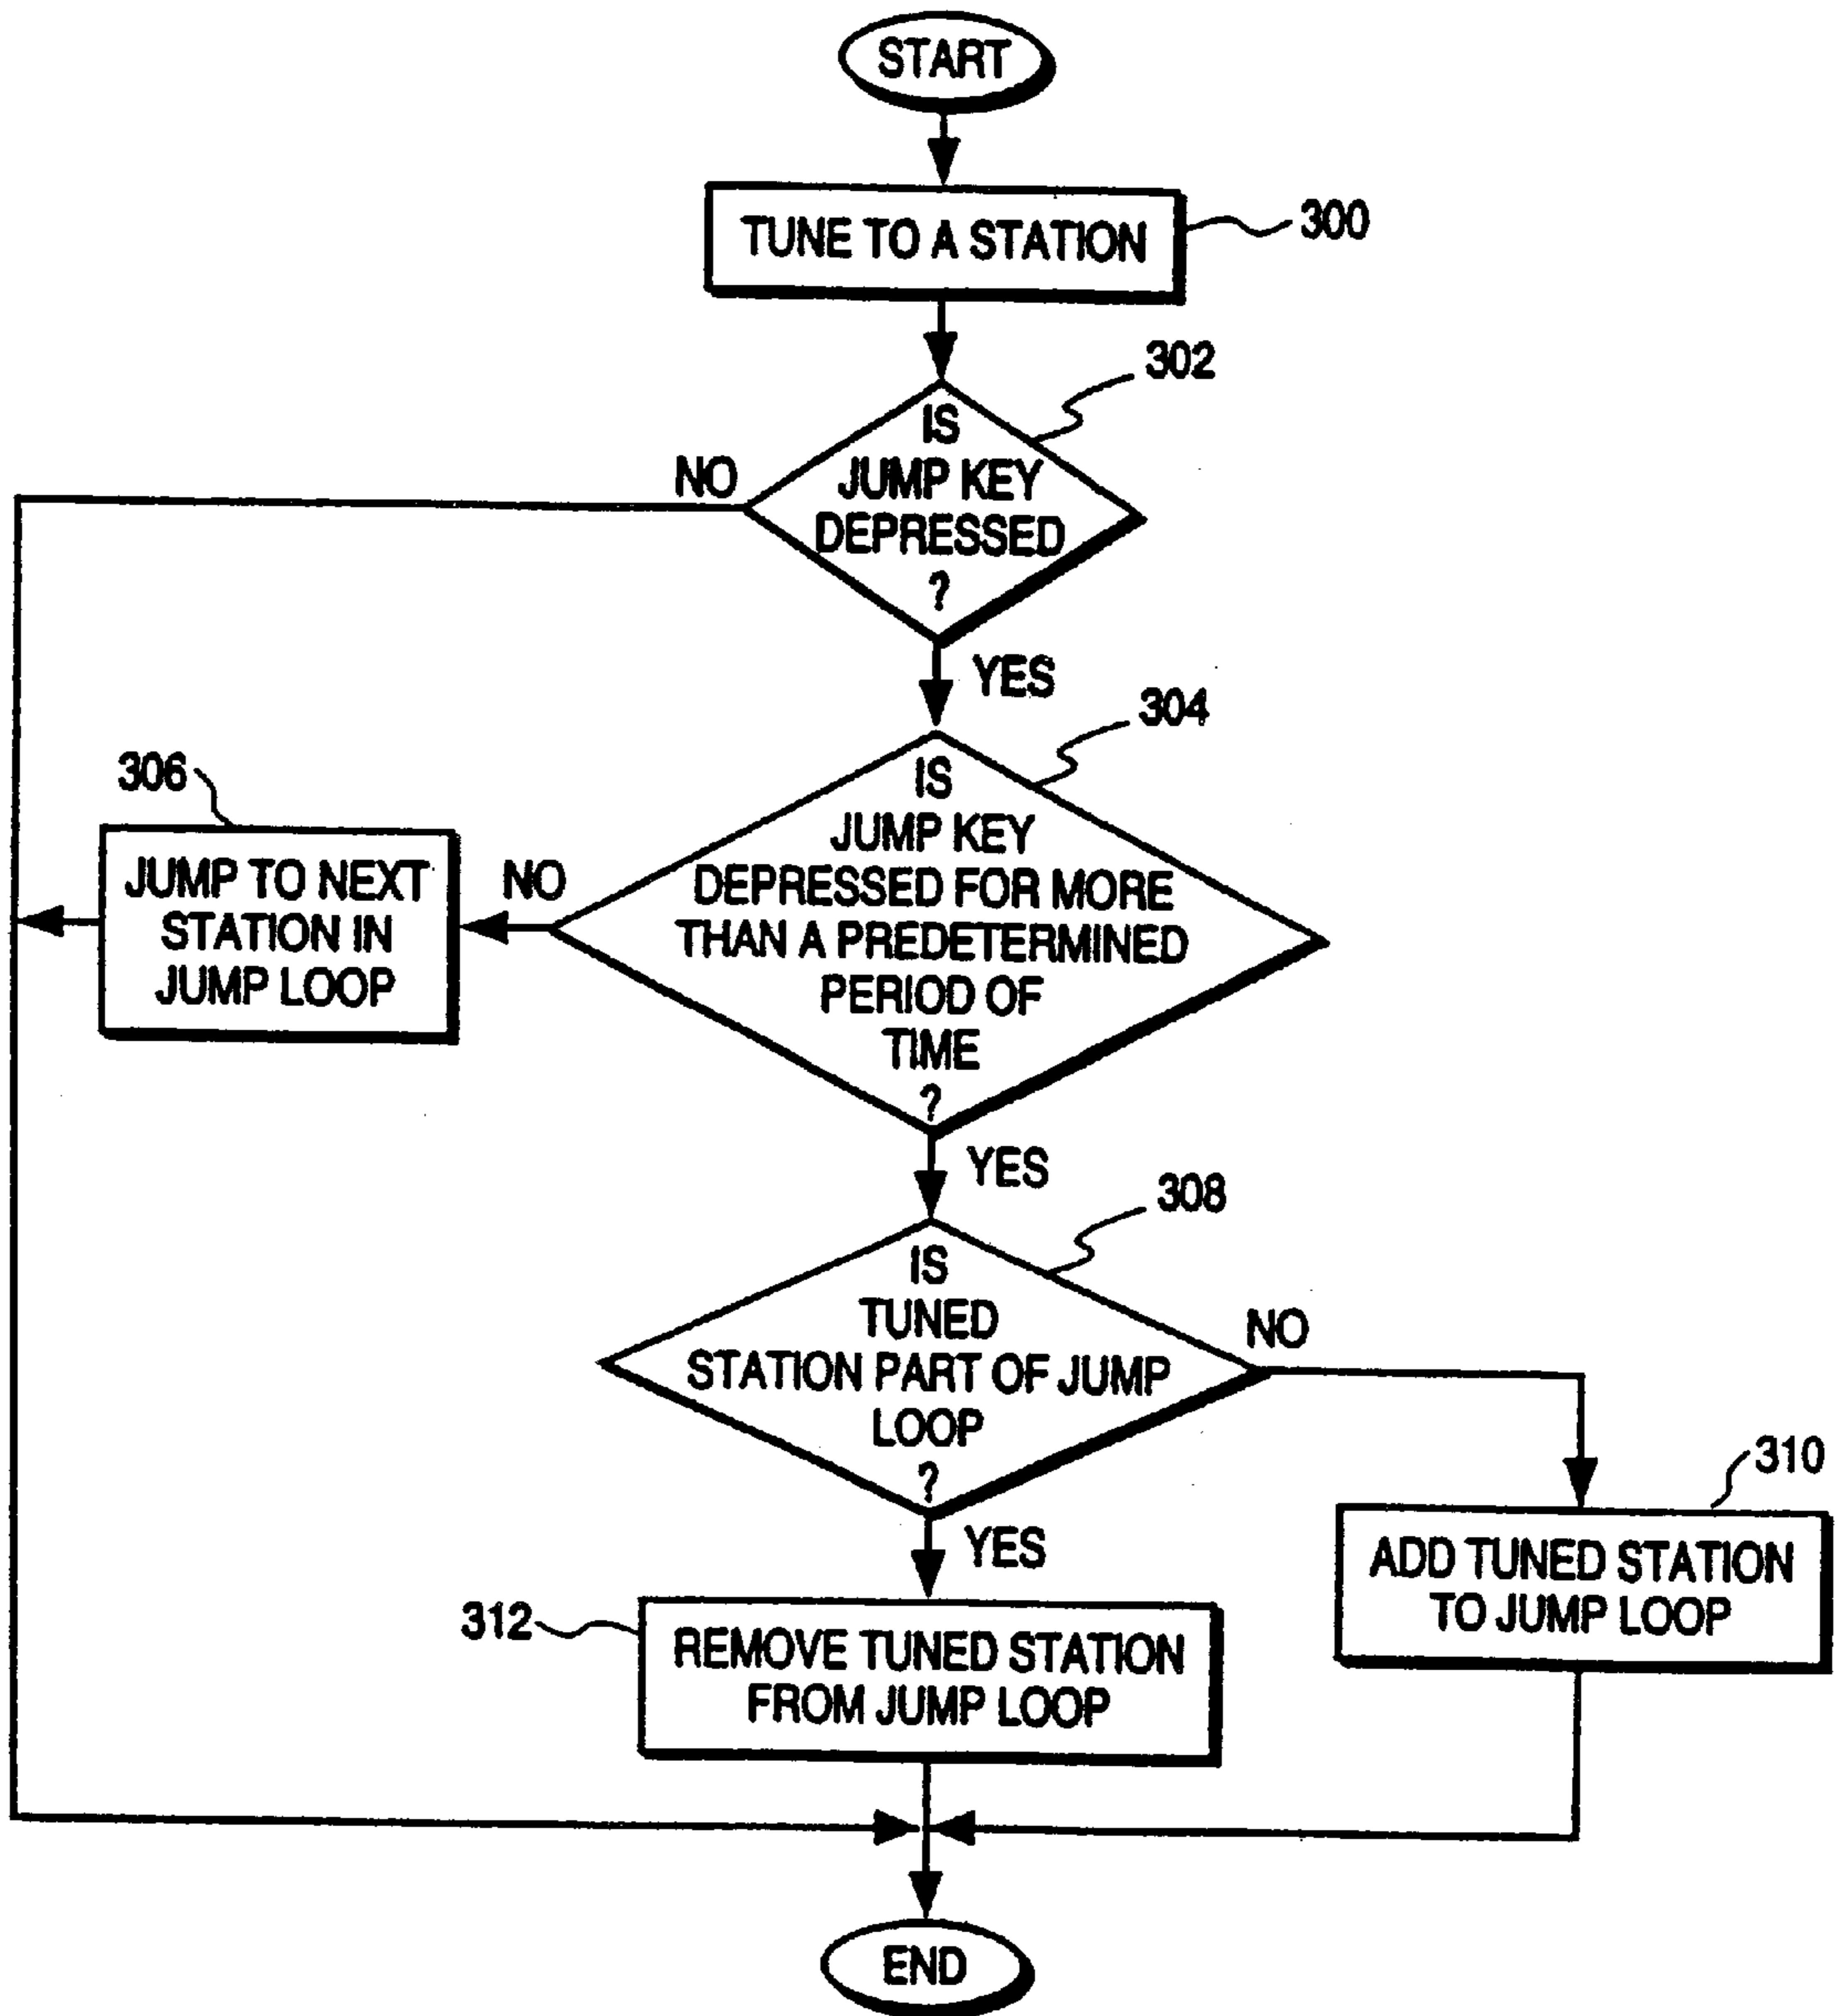 START
TUNE TO A STATION
300
302
IS
JUMP KEY
DEPRESSED
?
NO
YES
304
IS
JUMP KEY
DEPRESSED FOR MORE
THAN A PREDETERMINED
PERIOD OF
TIME
?
NO
306
JUMP TO NEXT
STATION IN
JUMP LOOP
YES
308
IS
TUNED
STATION PART OF JUMP
LOOP
?
NO
310
ADD TUNED STATION
TO JUMP LOOP
YES
312
REMOVE TUNED STATION
FROM JUMP LOOP
END